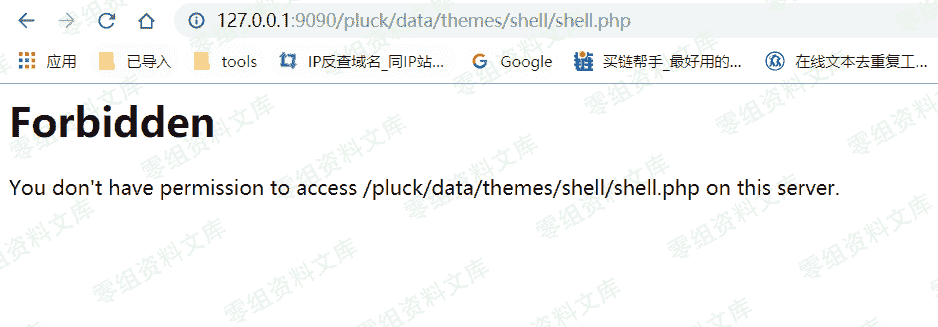 127.0.0.1:9090/pluck/data/themes/shell/shell.php
应用 已导入 tools IP反查域名_同IP站... Google 买链帮手_最好用的... 在线文本去重复工...
Forbidden
You don't have permission to access /pluck/data/themes/shell/shell.php on this server.
零组资料文库